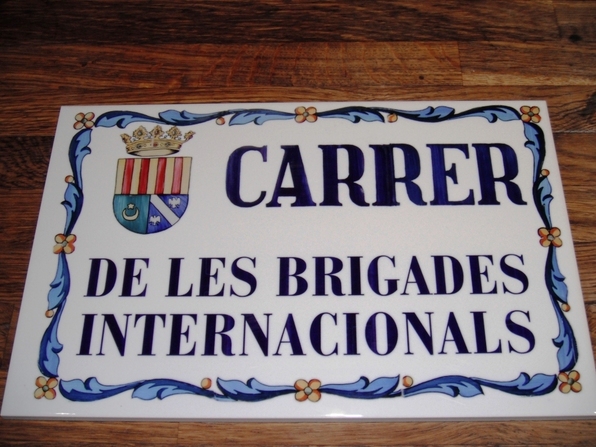 CARRER
DE LES BRIGADES
INTERNACIONALS